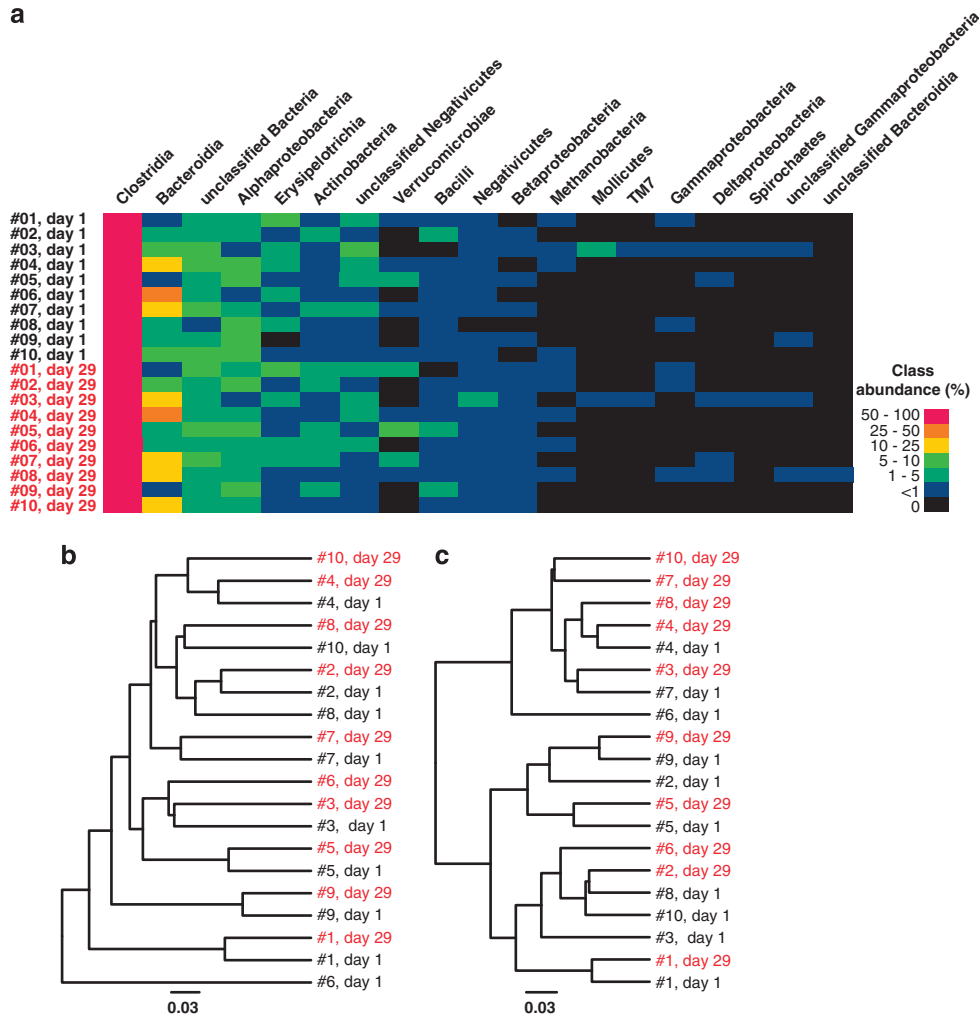 a
Clostridia
Bacteroidia
unclassified Bacteria
Alphaproteobacteria
Erysipelotrichia
Actinobacteria
unclassified Negativicutes
Verrucomicrobiae
Bacilli
Negativicutes
Betaproteobacteria
Methanobacteria
Mollicutes
TM7
Gammaproteobacteria
Deltaproteobacteria
Spirochaetes
unclassified Gammaproteobacteria
unclassified Bacteroidia
#01, day 1
#02, day 1
#03, day 1
#04, day 1
#05, day 1
#06, day 1
#07, day 1
#08, day 1
#09, day 1
#10, day 1
#01, day 29
#02, day 29
#03, day 29
#04, day 29
#05, day 29
#06, day 29
#07, day 29
#08, day 29
#09, day 29
#10, day 29
Class
abundance (%)
50 - 100
25 - 50
10 - 25
5 - 10
1 - 5
<1
0
b
#10, day 29
#4, day 29
#4, day 1
#8, day 29
#10, day 1
#2, day 29
#2, day 1
#8, day 1
#7, day 29
#7, day 1
#6, day 29
#3, day 29
#3, day 1
#5, day 29
#5, day 1
#9, day 29
#9, day 1
#1, day 29
#1, day 1
#6, day 1
0.03
c
#10, day 29
#7, day 29
#8, day 29
#4, day 29
#4, day 1
#3, day 29
#7, day 1
#6, day 1
#9, day 29
#9, day 1
#2, day 1
#5, day 29
#5, day 1
#6, day 29
#2, day 29
#8, day 1
#10, day 1
#3, day 1
#1, day 29
#1, day 1
0.03